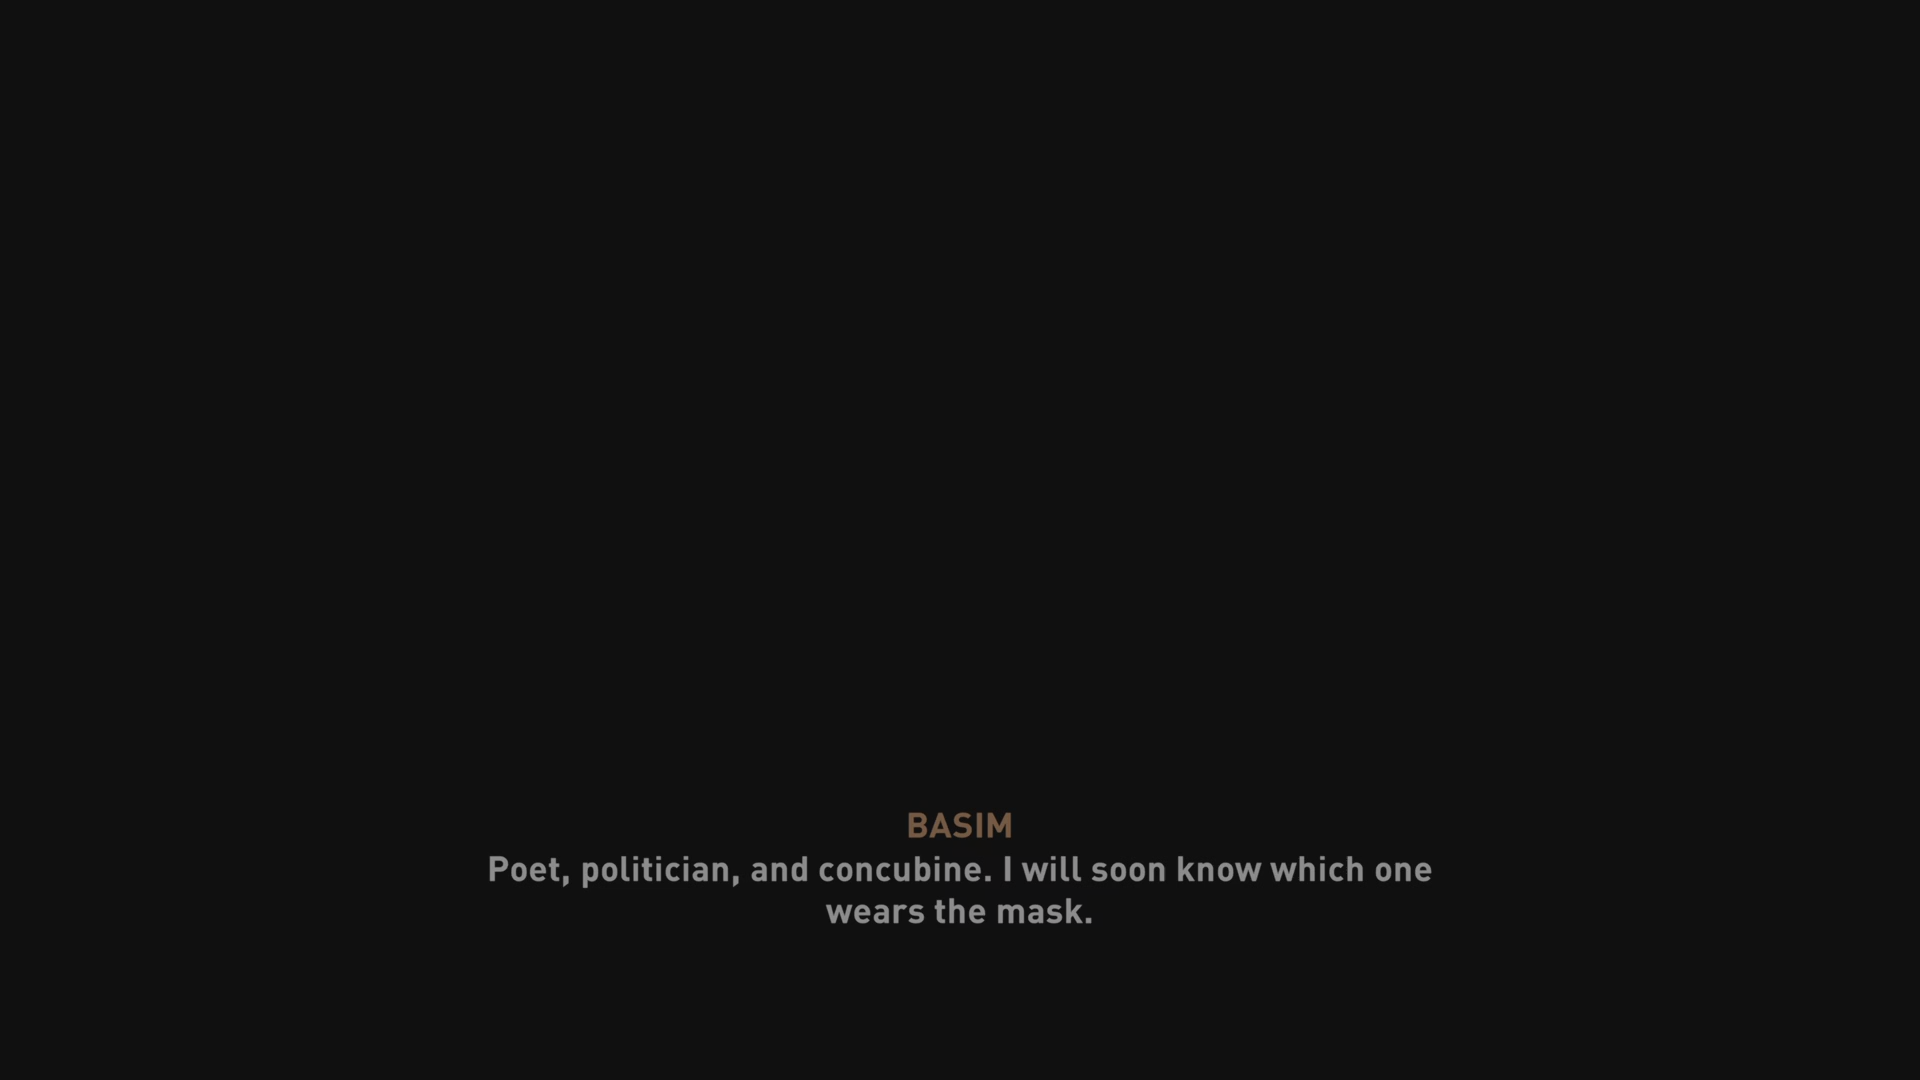 BASIM
Poet, politician, and concubine. I will soon know which one
wears the mask.